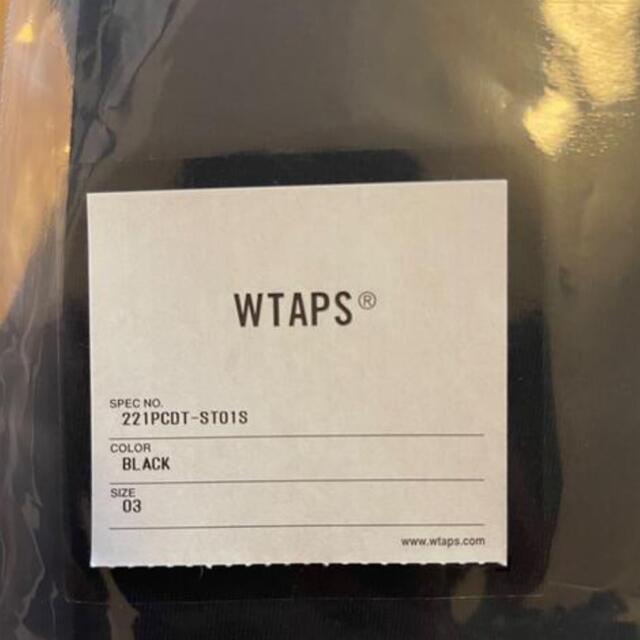 WTAPS®
SPEC NO.
221PCDT-ST01S
COLOR
BLACK
SIZE
03
www.wtaps.com